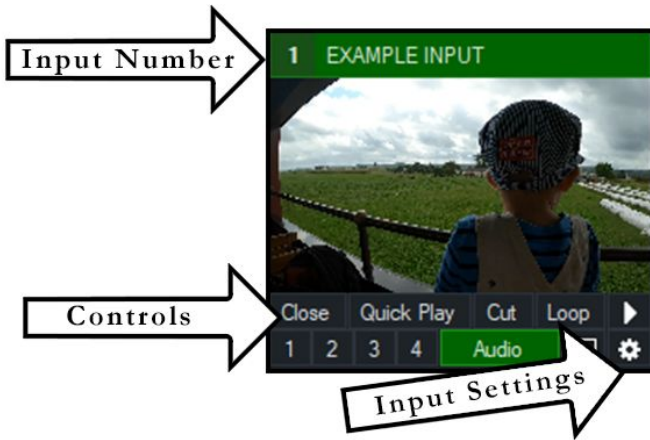 Input Number
1 EXAMPLE INPUT
Controls
Close Quick Play Cut Loop
1 2 3 4 Audio
Input Settings